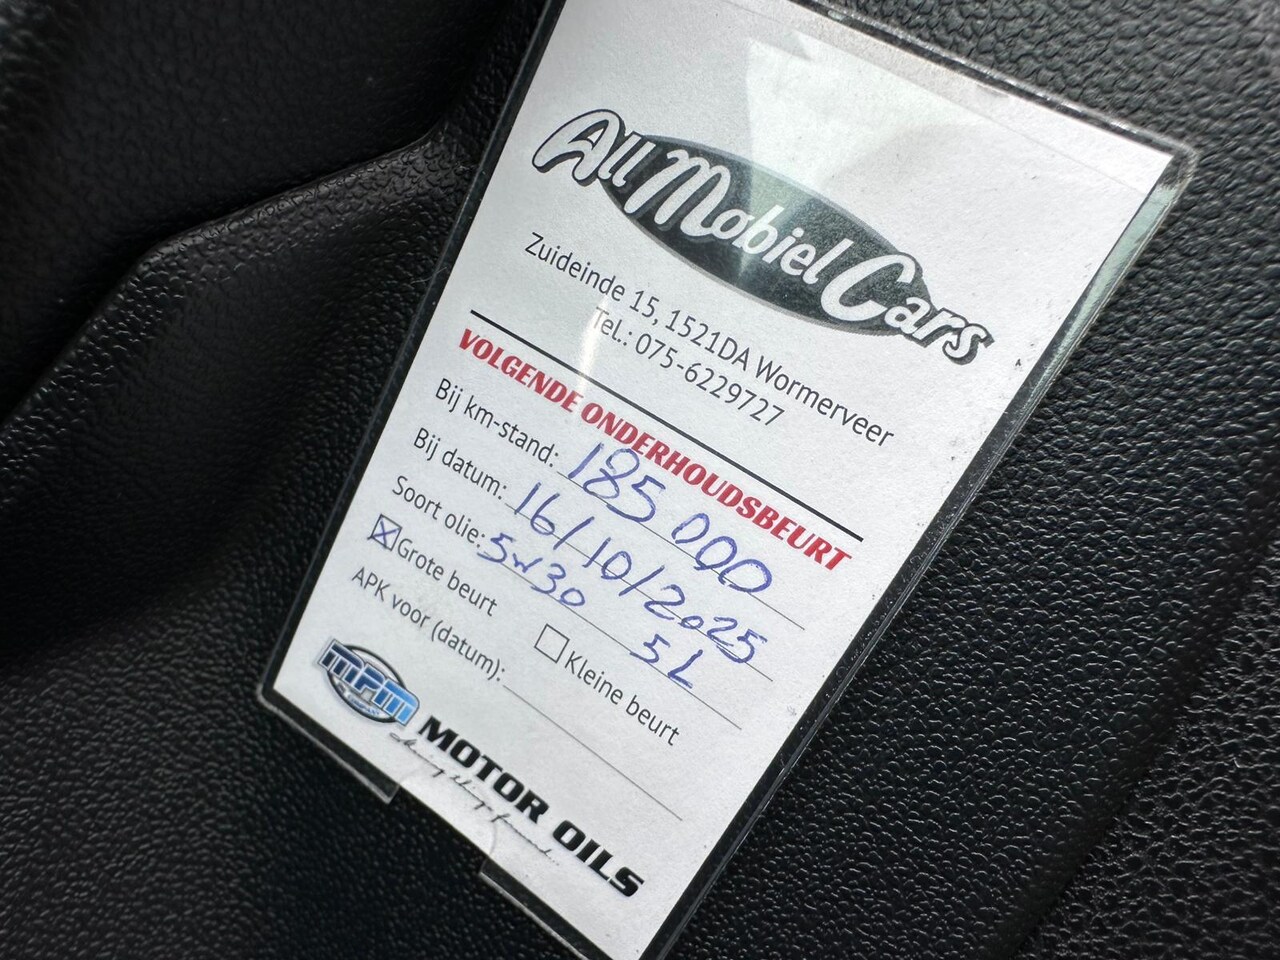 All Mobiel Cars
Zuideinde 15, 1521DA Wormerveer
Tel.: 075-6229727
VOLGENDE ONDERHOUDSBEURT
Bij km-stand: 185 000
Bij datum: 16/10/2025
Soort olie: 5w30 5L
Grote beurt Kleine beurt
APK voor (datum):
MPM MOTOR OILS